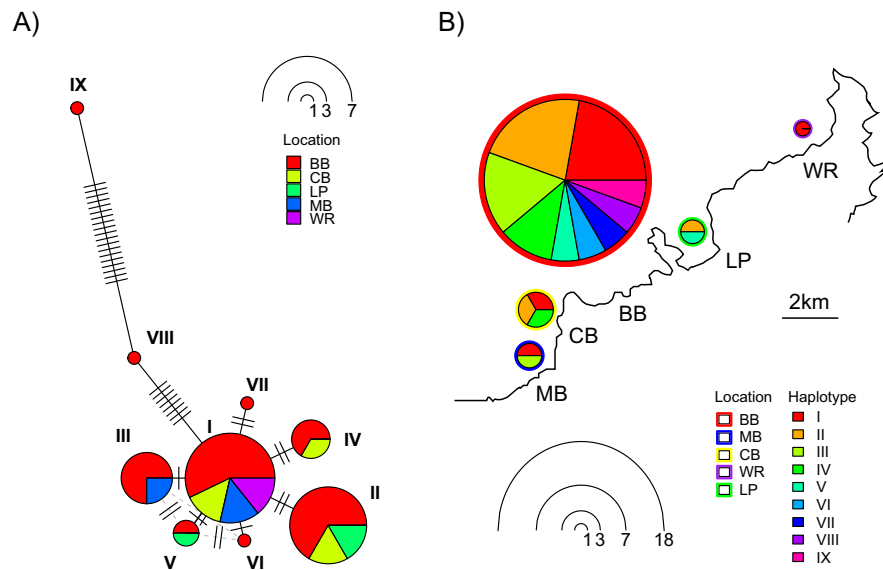 A)
IX
1 3 7
Location
BB
CB
LP
MB
WR
VIII
VII
I
III
IV
II
V
VI
B)
WR
LP
BB
2km
CB
MB
Location
BB
MB
CB
WR
LP
Haplotype
I
II
III
IV
V
VI
VII
VIII
IX
1 3 7 18